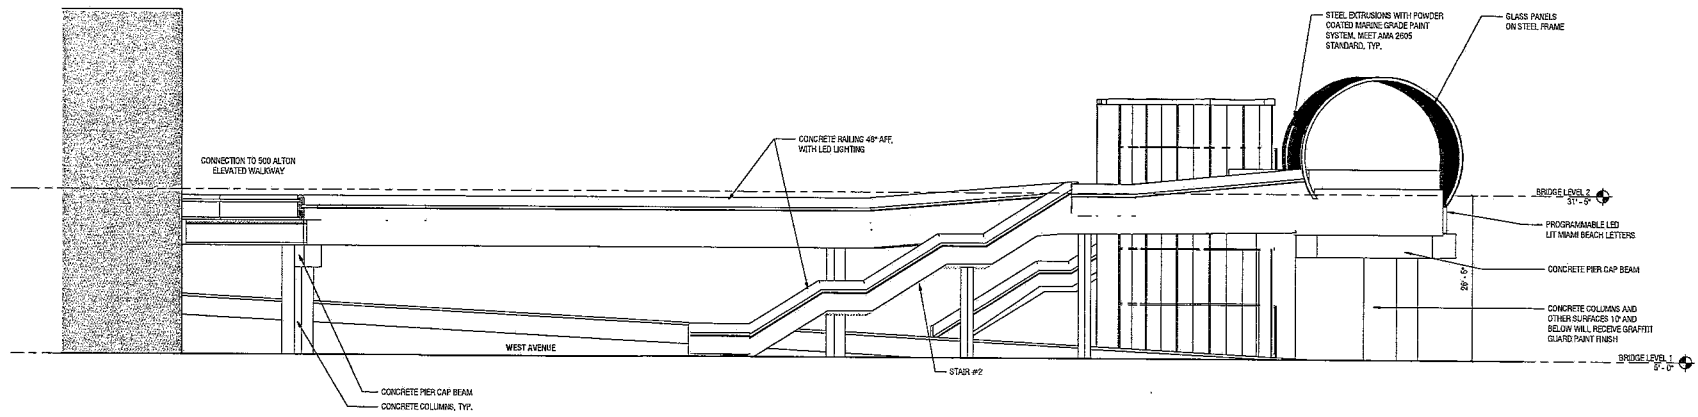 STEEL EXTRUSIONS WITH POWDER
COATED MARINE GRADE PAINT
SYSTEM. MEET AMA 2605
STANDARD, TYP.
GLASS PANELS
ON STEEL FRAME
CONCRETE RAILING 48" AFF,
WITH LED LIGHTING
CONNECTION TO 500 ALTON
ELEVATED WALKWAY
BRIDGE LEVEL 2
31' - 5"
PROGRAMMABLE LED
LIT MIAMI BEACH LETTERS
CONCRETE PIER CAP BEAM
26' - 5"
CONCRETE COLUMNS AND
OTHER SURFACES 10' AND
BELOW WILL RECEIVE GRAFFITI
GUARD PAINT FINISH
WEST AVENUE
BRIDGE LEVEL 1
5' - 0"
STAIR #2
CONCRETE PIER CAP BEAM
CONCRETE COLUMNS, TYP.